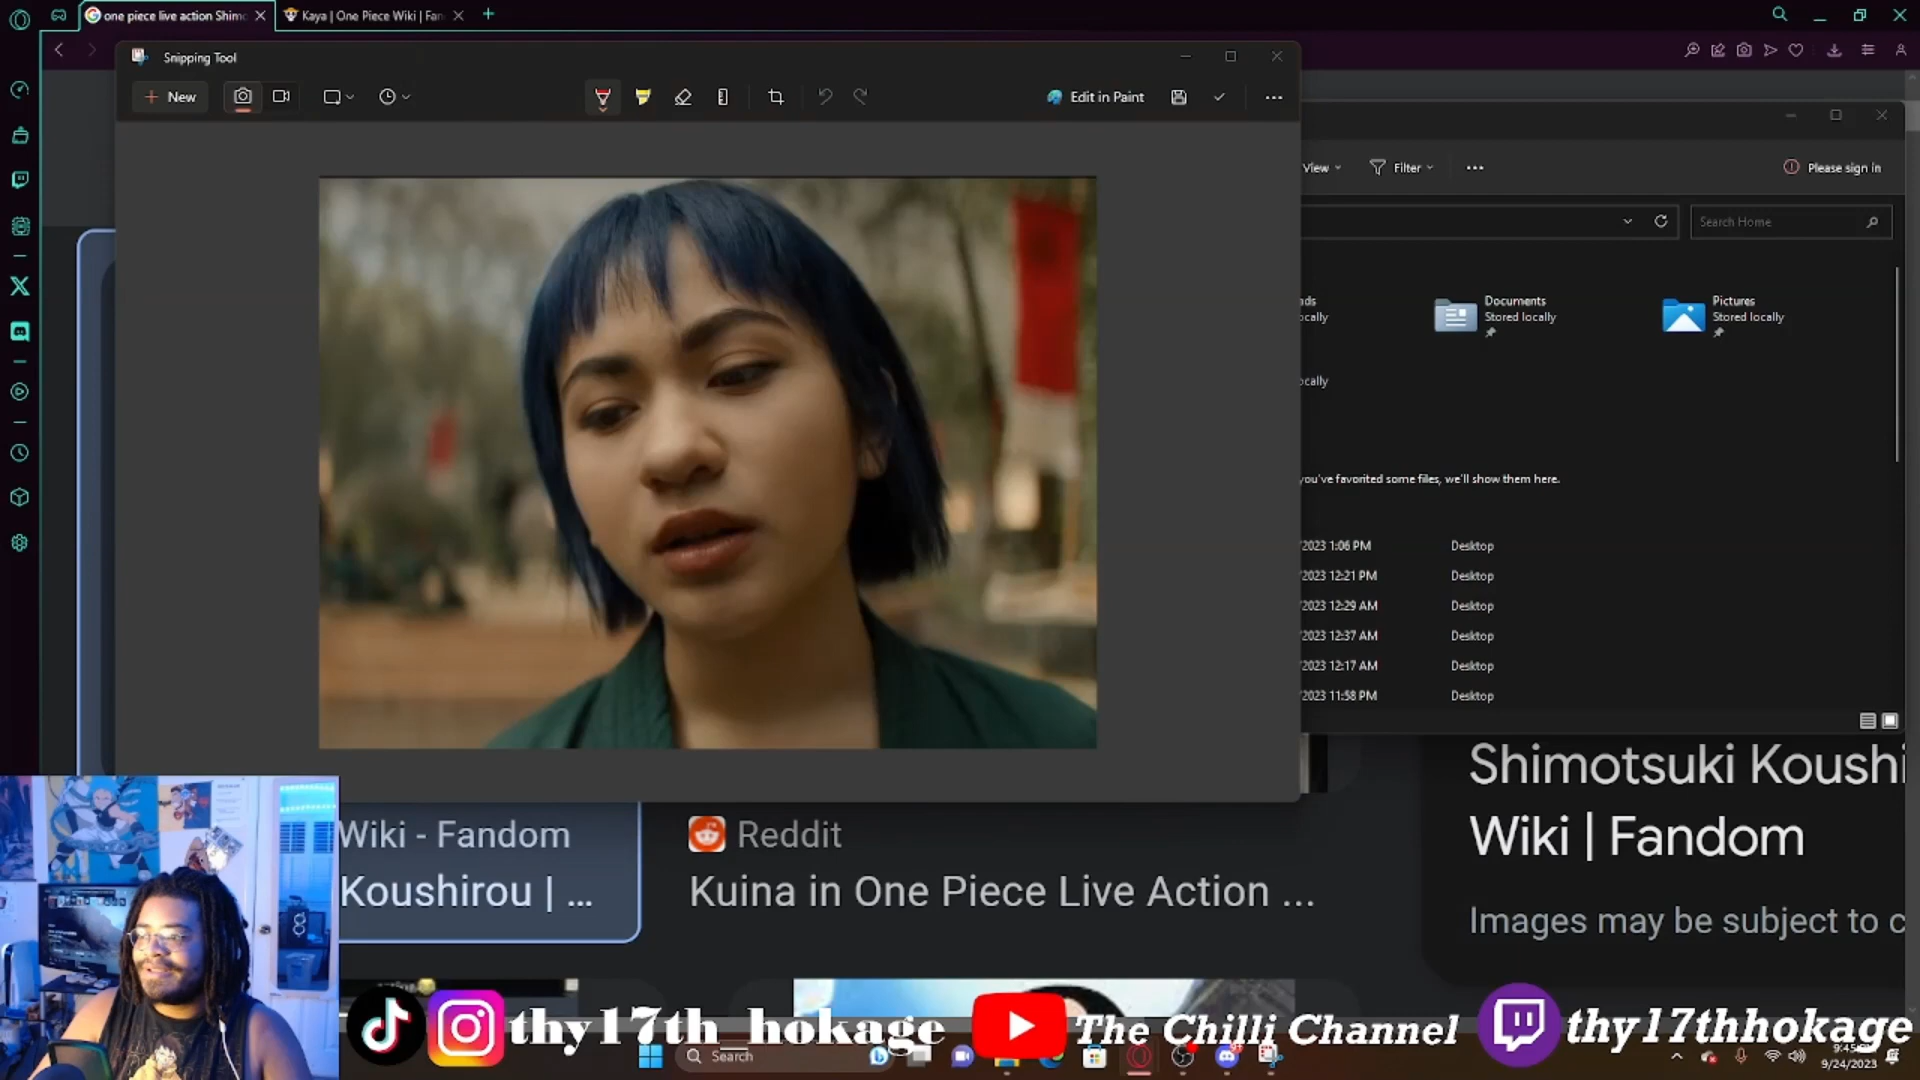 one piece live action Shimo
Kaya | One Piece Wiki | Fan
Snipping Tool
New
Edit in Paint
View
Filter
Please sign in
Search Home
Documents
Stored locally
Pictures
Stored locally
you've favorited some files, we'll show them here.
2023 1:06 PM Desktop
2023 12:21 PM Desktop
2023 12:29 AM Desktop
2023 12:37 AM Desktop
2023 12:17 AM Desktop
2023 11:58 PM Desktop
Wiki - Fandom
Koushirou | ...
Reddit
Kuina in One Piece Live Action ...
Shimotsuki Koushi
Wiki | Fandom
Images may be subject to c
thy17th_hokage
The Chilli Channel
thy17thhokage
Search
9/24/2023